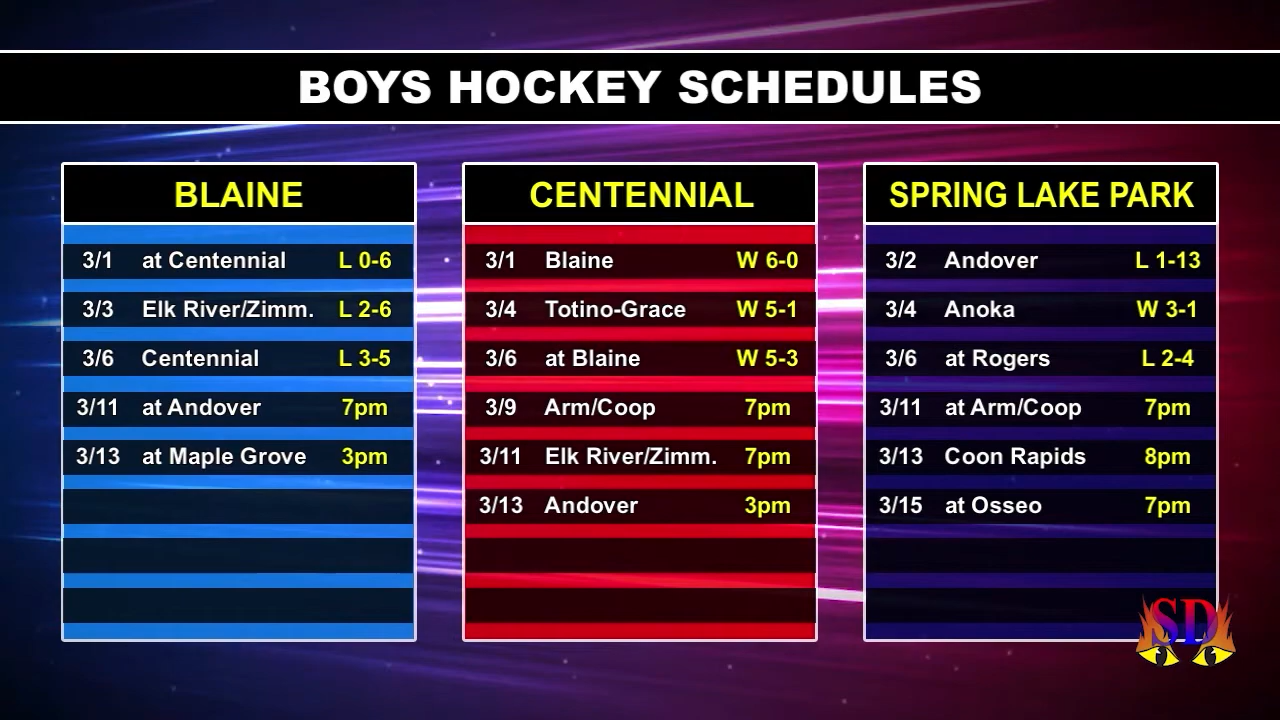 BOYS HOCKEY SCHEDULES
BLAINE
3/1 at Centennial L 0-6
3/3 Elk River/Zimm. L 2-6
3/6 Centennial L 3-5
3/11 at Andover 7pm
3/13 at Maple Grove 3pm
CENTENNIAL
3/1 Blaine W 6-0
3/4 Totino-Grace W 5-1
3/6 at Blaine W 5-3
3/9 Arm/Coop 7pm
3/11 Elk River/Zimm. 7pm
3/13 Andover 3pm
SPRING LAKE PARK
3/2 Andover L 1-13
3/4 Anoka W 3-1
3/6 at Rogers L 2-4
3/11 at Arm/Coop 7pm
3/13 Coon Rapids 8pm
3/15 at Osseo 7pm
SD